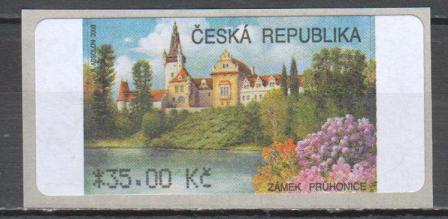 ČESKÁ REPUBLIKA
*35.00 Kč
ZÁMEK PRŮHONICE